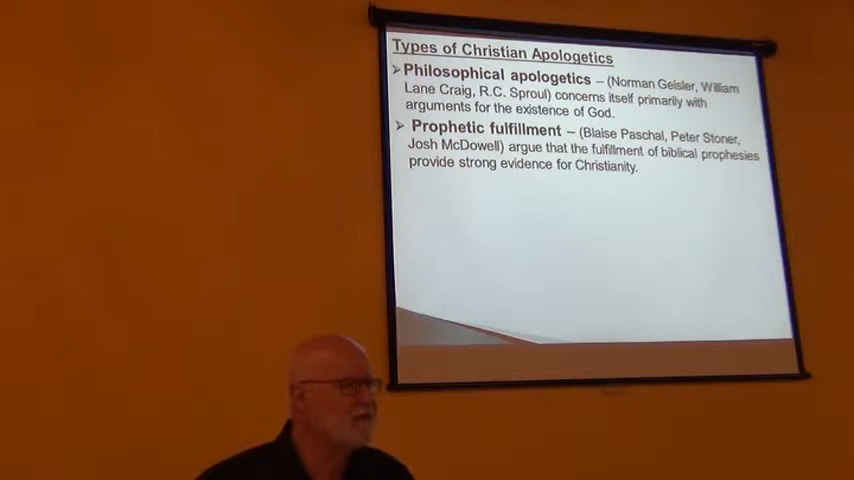 Types of Christian Apologetics
➢Philosophical apologetics – (Norman Geisler, William
Lane Craig, R.C. Sproul) concerns itself primarily with
arguments for the existence of God.
➢ Prophetic fulfillment – (Blaise Paschal, Peter Stoner,
Josh McDowell) argue that the fulfillment of biblical prophesies
provide strong evidence for Christianity.